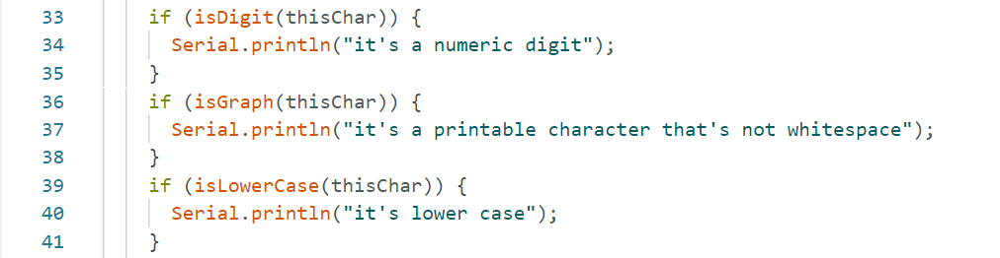 33 if (isDigit(thisChar)) {
34 Serial.println("it's a numeric digit");
35 }
36 if (isGraph(thisChar)) {
37 Serial.println("it's a printable character that's not whitespace");
38 }
39 if (isLowerCase(thisChar)) {
40 Serial.println("it's lower case");
41 }